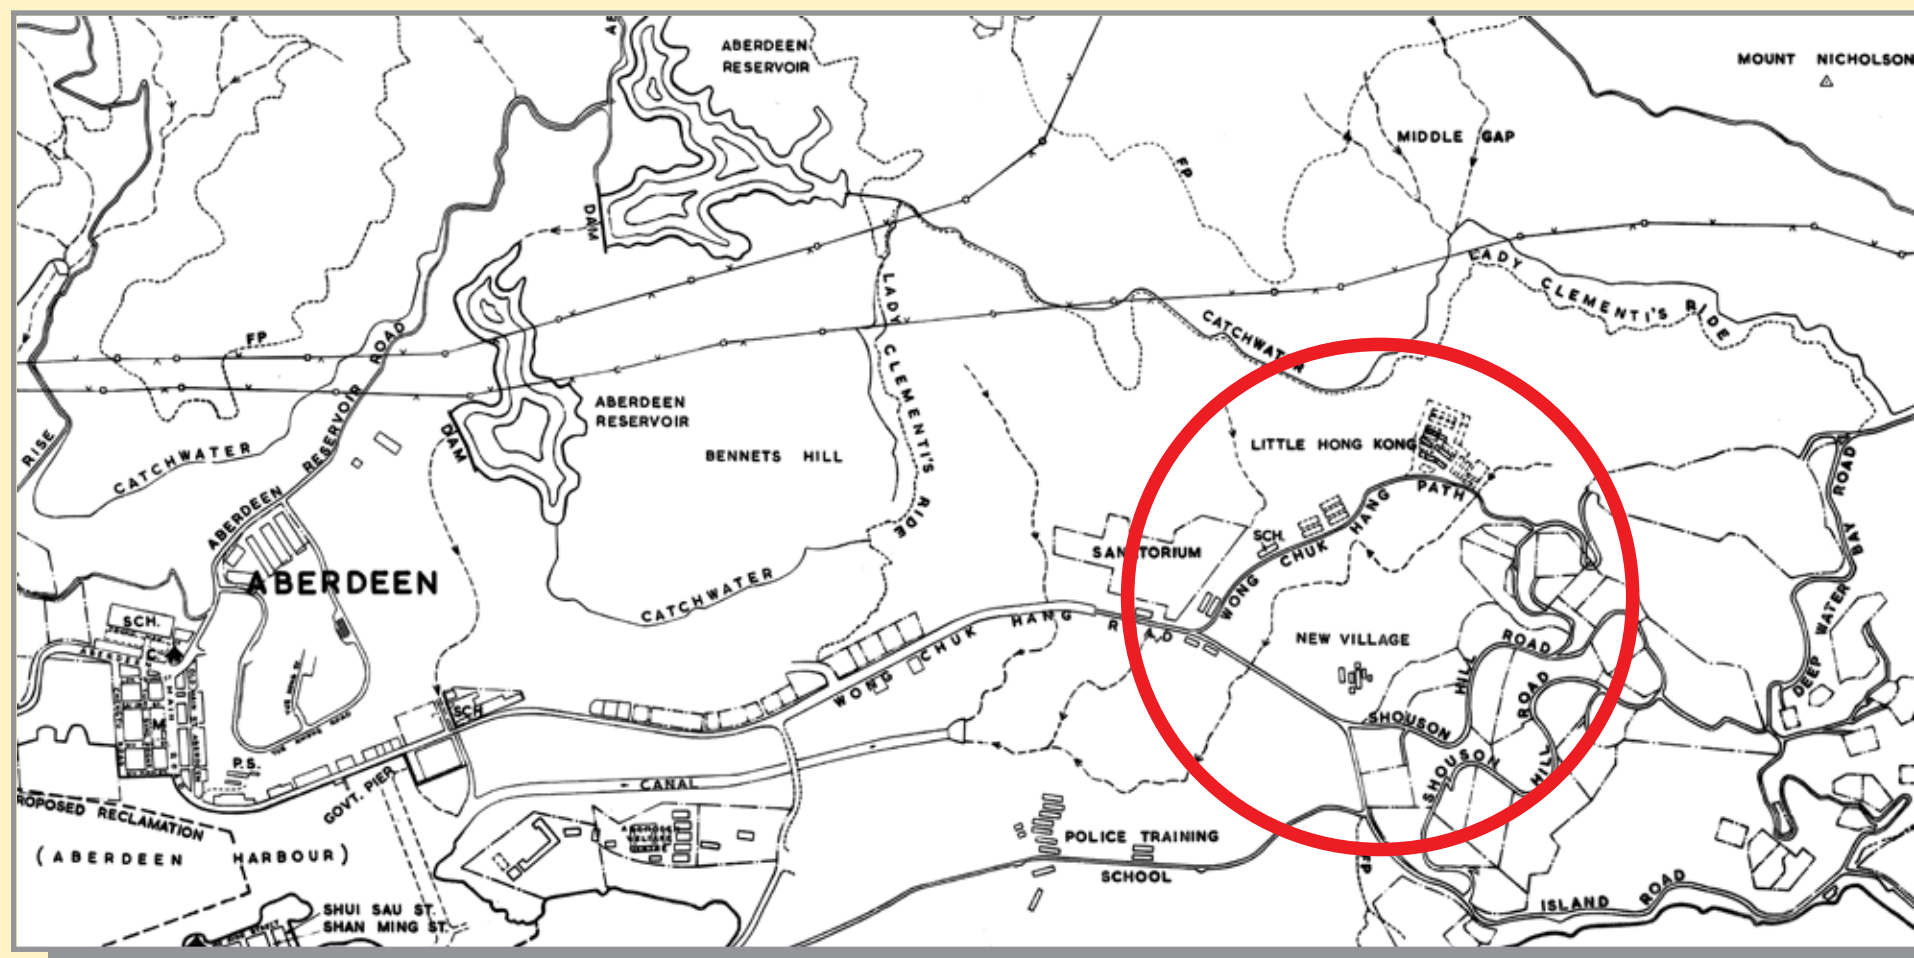 ABERDEEN
RESERVOIR
MOUNT NICHOLSON
MIDDLE GAP
FP
DAM
LADY CLEMENTI'S RIDE
LADY CLEMENTI'S RIDE
CATCHWATER
FP
ABERDEEN RESERVOIR ROAD
ABERDEEN
RESERVOIR
DAM
RISE
CATCHWATER
BENNETS HILL
LITTLE HONG KONG
WONG CHUK HANG PATH
SCH.
SANATORIUM
DEEP WATER BAY ROAD
ABERDEEN
CATCHWATER
SCH.
WONG CHUK HANG ROAD
NEW VILLAGE
SHOUSON HILL ROAD
SHOUSON HILL ROAD
SCH
M
P.S.
GOVT. PIER
CANAL
PROPOSED RECLAMATION
(ABERDEEN HARBOUR)
POLICE TRAINING
SCHOOL
FP
ISLAND ROAD
SHUI SAU ST.
SHAN MING ST.